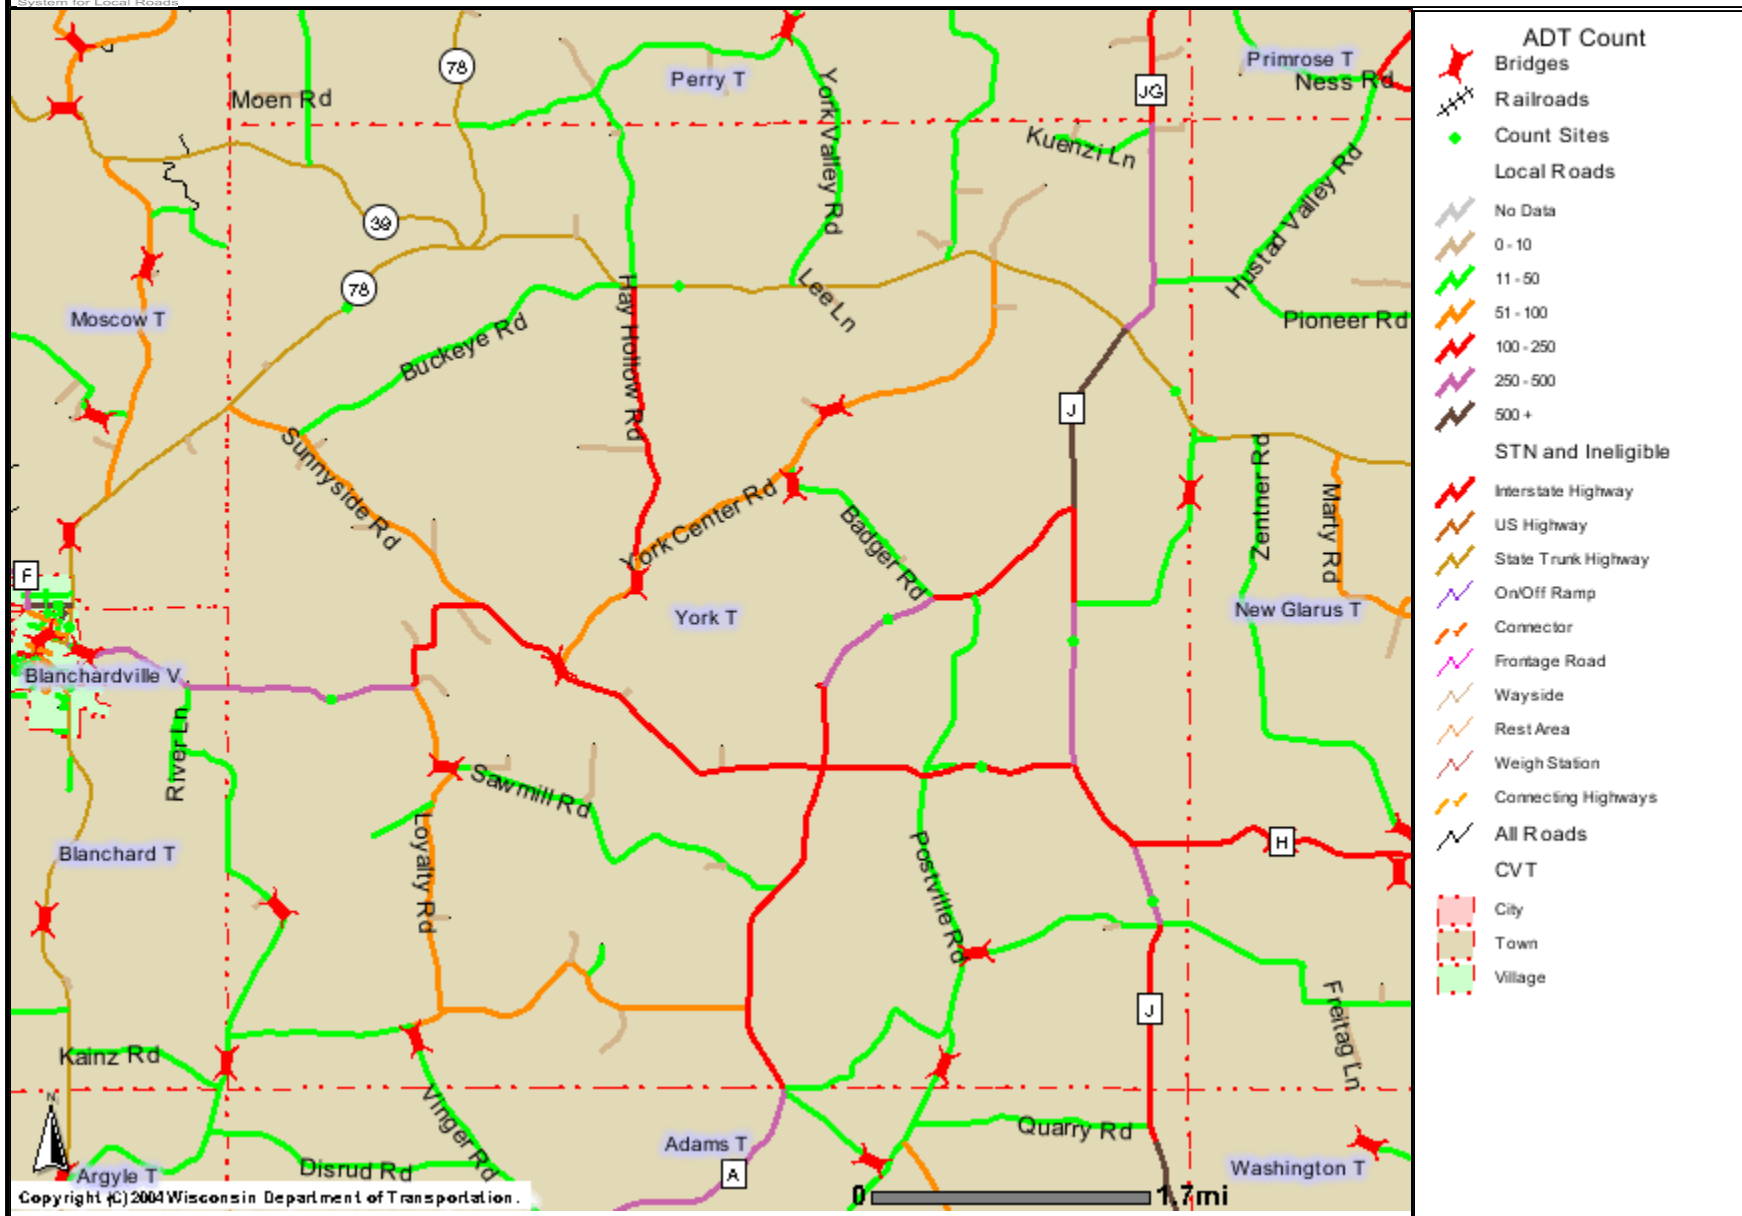 System for Local Roads
78
Perry T
York Valley Rd
JG
Primrose T
Ness Rd
Moen Rd
Kuenzi Ln
Hustad Valley Rd
39
78
Moscow T
Buckeye Rd
Hay Hollow Rd
Lee Ln
Pioneer Rd
J
Sunnyside Rd
York Center Rd
Badger Rd
Zentner Rd
Marty Rd
F
York T
New Glarus T
Blanchardville V
River Ln
Sawmill Rd
Loyalty Rd
Postville Rd
H
Blanchard T
J
Freitag Ln
Kainz Rd
N
Vinger Rd
Quarry Rd
Adams T
A
Disrud Rd
Argyle T
Washington T
Copyright (C) 2004 Wisconsin Department of Transportation.
0 1.7mi
ADT Count
Bridges
Railroads
Count Sites
Local Roads
No Data
0 - 10
11 - 50
51 - 100
100 - 250
250 - 500
500 +
STN and Ineligible
Interstate Highway
US Highway
State Trunk Highway
On/Off Ramp
Connector
Frontage Road
Wayside
Rest Area
Weigh Station
Connecting Highways
All Roads
CVT
City
Town
Village